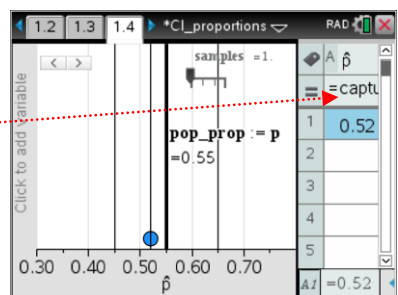 1.2 1.3 1.4 *CI_proportions RAD
samples =1.
pop_prop := p
=0.55
Click to add variable
0.30 0.40 0.50 0.60 0.70
p̂
A p̂
= =captu
1 0.52
2
3
4
5
A1 =0.52